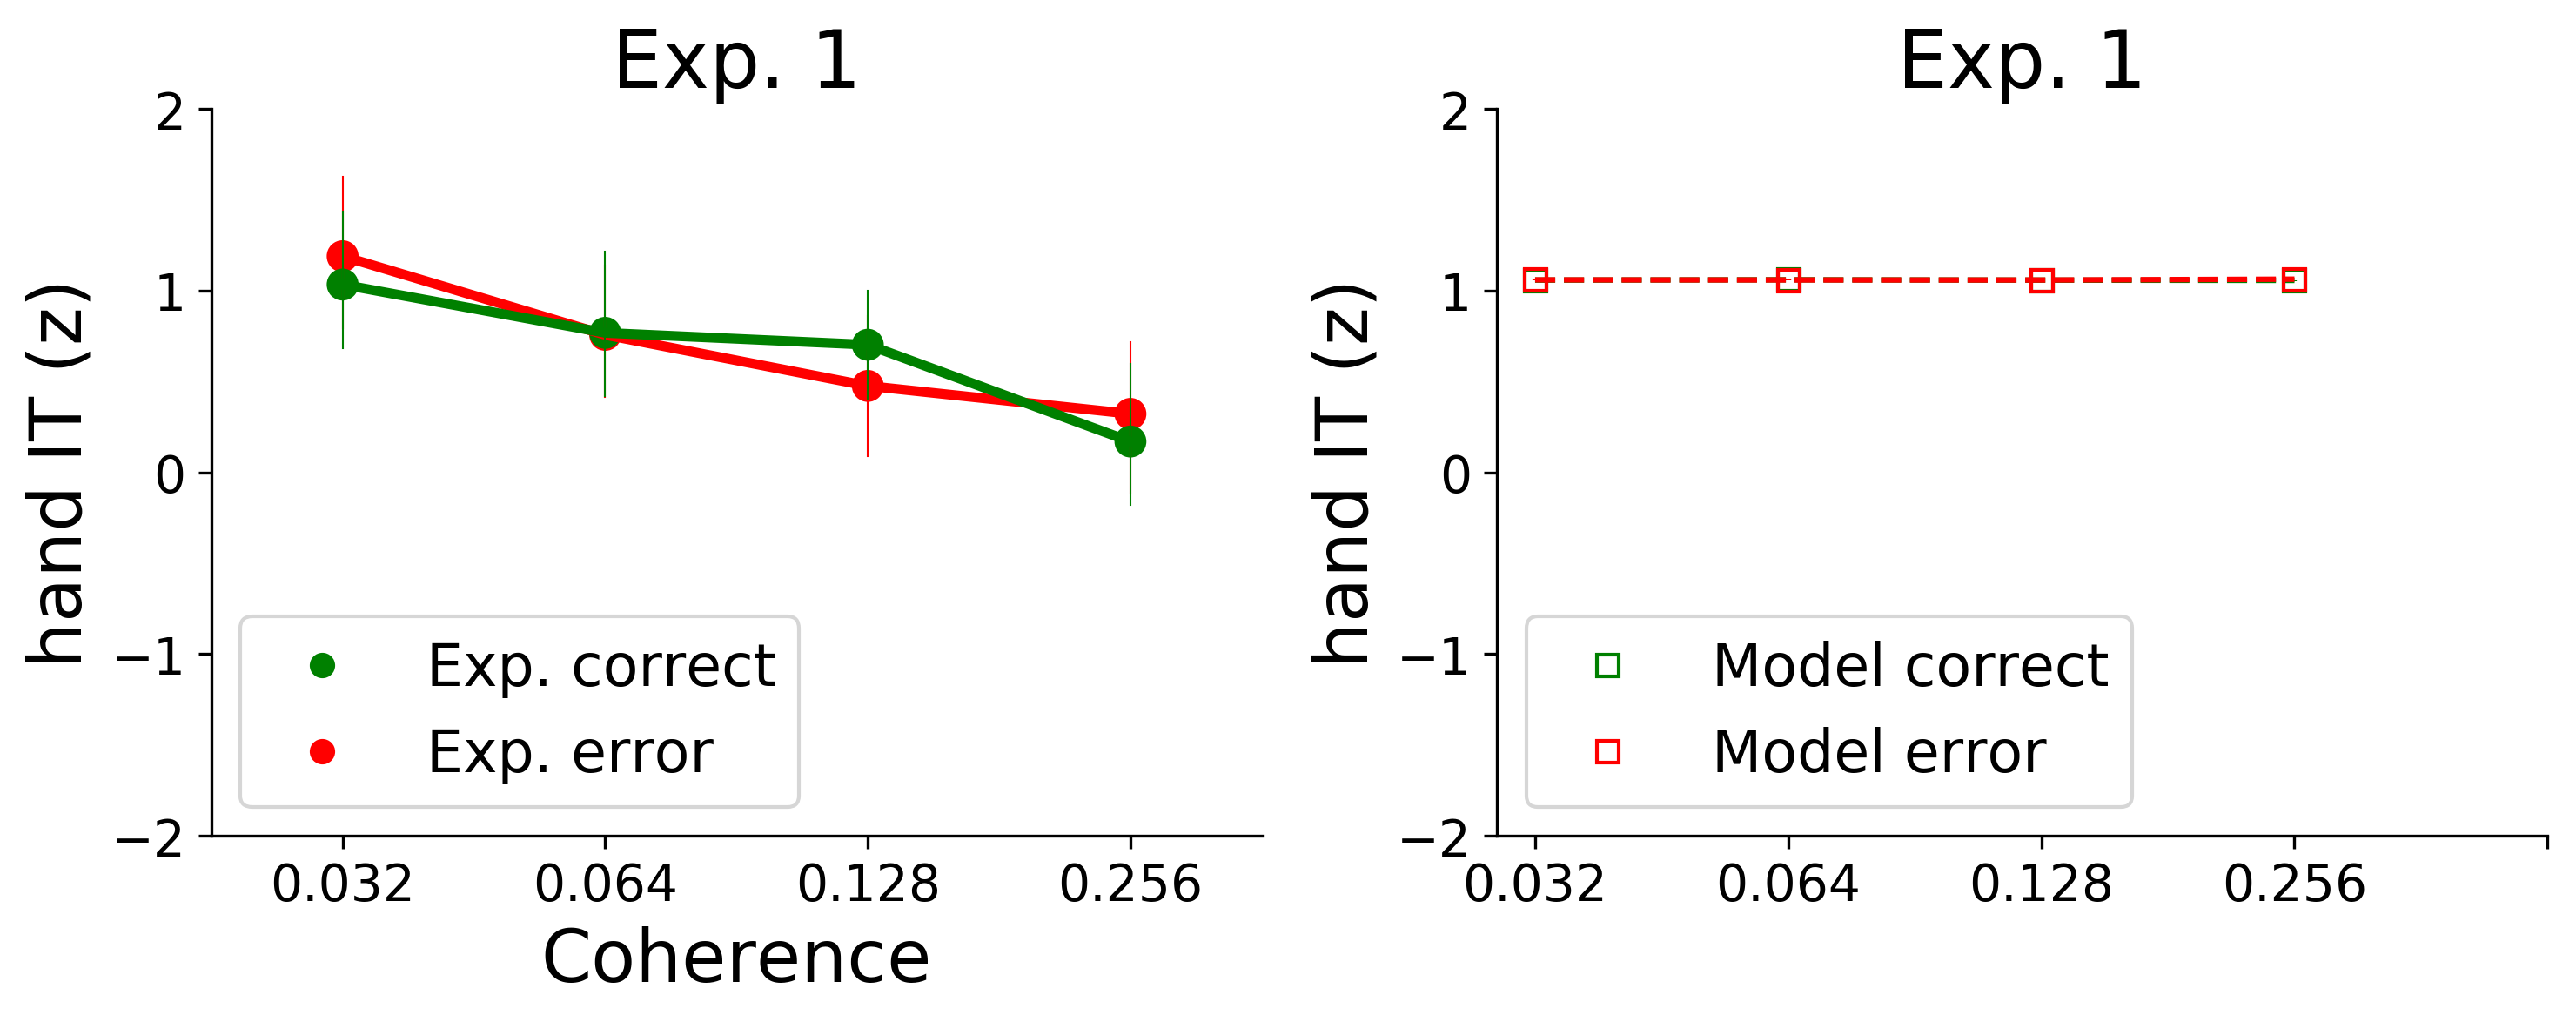 Exp. 1
2
1
0
−1
−2
hand IT (z)
Exp. correct
Exp. error
0.032 0.064 0.128 0.256
Coherence
Exp. 1
2
1
0
−1
−2
hand IT (z)
Model correct
Model error
0.032 0.064 0.128 0.256